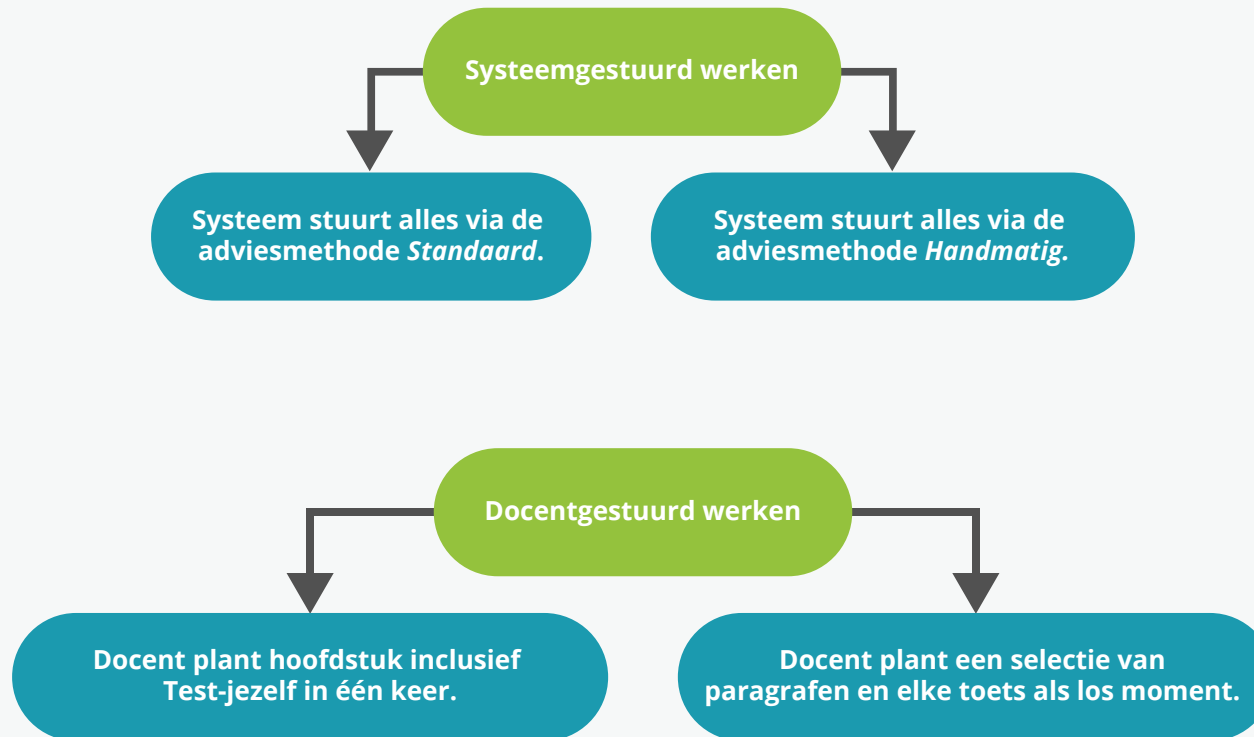 Systeemgestuurd werken
Systeem stuurt alles via de
adviesmethode Standaard.
Systeem stuurt alles via de
adviesmethode Handmatig.
Docentgestuurd werken
Docent plant hoofdstuk inclusief
Test-jezelf in één keer.
Docent plant een selectie van
paragrafen en elke toets als los moment.